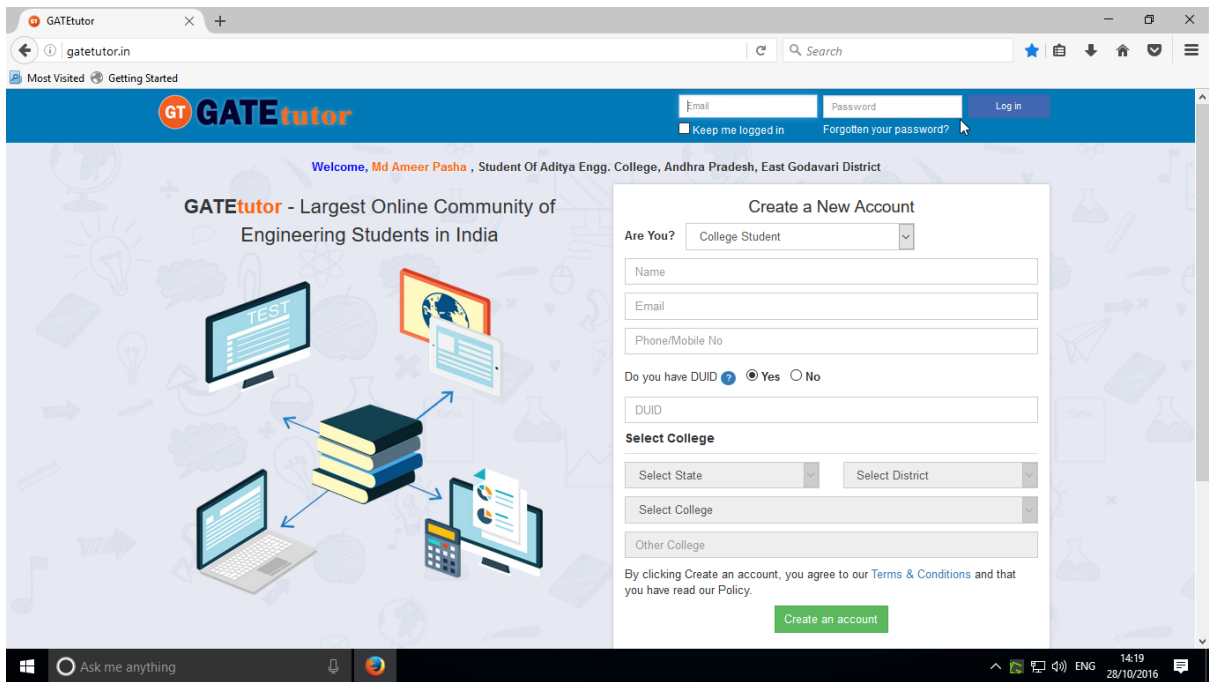 GATEtutor
gatetutor.in
Search
Most Visited Getting Started
GT GATEtutor
Email Password Log in
Keep me logged in Forgotten your password?
Welcome, Md Ameer Pasha , Student Of Aditya Engg. College, Andhra Pradesh, East Godavari District
GATEtutor - Largest Online Community of
Engineering Students in India
TEST
Create a New Account
Are You? College Student
Name
Email
Phone/Mobile No
Do you have DUID ? Yes No
DUID
Select College
Select State Select District
Select College
Other College
By clicking Create an account, you agree to our Terms & Conditions and that
you have read our Policy.
Create an account
Ask me anything
ENG
14:19
28/10/2016